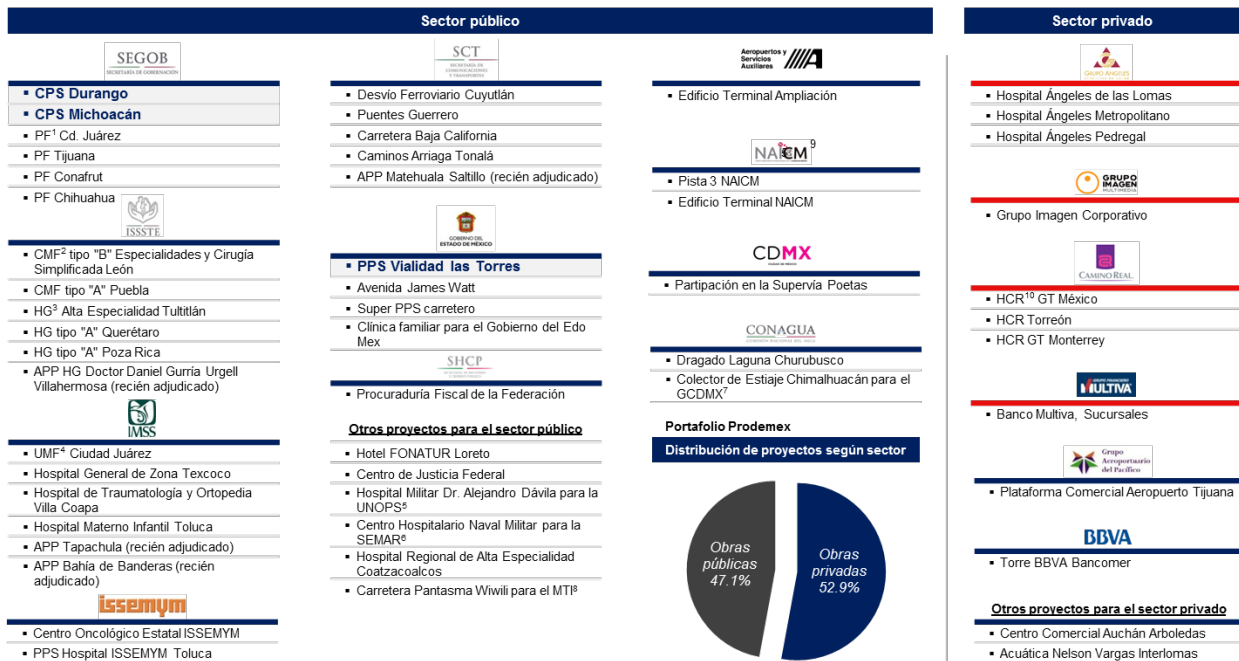 Sector público
SEGOB
SECRETARÍA DE GOBERNACIÓN
▪ CPS Durango
▪ CPS Michoacán
▪ PF¹ Cd. Juárez
▪ PF Tijuana
▪ PF Conafrut
▪ PF Chihuahua
ISSSTE
▪ CMF² tipo "B" Especialidades y Cirugía
Simplificada León
▪ CMF tipo "A" Puebla
▪ HG³ Alta Especialidad Tultitlán
▪ HG tipo "A" Querétaro
▪ HG tipo "A" Poza Rica
▪ APP HG Doctor Daniel Gurría Urgell
Villahermosa (recién adjudicado)
IMSS
▪ UMF⁴ Ciudad Juárez
▪ Hospital General de Zona Texcoco
▪ Hospital de Traumatología y Ortopedia
Villa Coapa
▪ Hospital Materno Infantil Toluca
▪ APP Tapachula (recién adjudicado)
▪ APP Bahía de Banderas (recién
adjudicado)
issemym
▪ Centro Oncológico Estatal ISSEMYM
▪ PPS Hospital ISSEMYM Toluca
SCT
SECRETARÍA DE
COMUNICACIONES
Y TRANSPORTES
▪ Desvío Ferroviario Cuyutlán
▪ Puentes Guerrero
▪ Carretera Baja California
▪ Caminos Arriaga Tonalá
▪ APP Matehuala Saltillo (recién adjudicado)
GOBIERNO DEL
ESTADO DE MÉXICO
▪ PPS Vialidad las Torres
▪ Avenida James Watt
▪ Super PPS carretero
▪ Clínica familiar para el Gobierno del Edo
Mex
SHCP
▪ Procuraduría Fiscal de la Federación
Otros proyectos para el sector público
▪ Hotel FONATUR Loreto
▪ Centro de Justicia Federal
▪ Hospital Militar Dr. Alejandro Dávila para la
UNOPS⁵
▪ Centro Hospitalario Naval Militar para la
SEMAR⁶
▪ Hospital Regional de Alta Especialidad
Coatzacoalcos
▪ Carretera Pantasma Wiwili para el MTI⁸
Aeropuertos y
Servicios
Auxiliares
▪ Edificio Terminal Ampliación
NAICM⁹
▪ Pista 3 NAICM
▪ Edificio Terminal NAICM
CDMX
CIUDAD DE MÉXICO
▪ Partipación en la Supervía Poetas
CONAGUA
COMISIÓN NACIONAL DEL AGUA
▪ Dragado Laguna Churubusco
▪ Colector de Estiaje Chimalhuacán para el
GCDMX⁷
Portafolio Prodemex
Distribución de proyectos según sector
Obras
públicas
47.1%
Obras
privadas
52.9%
Sector privado
GRUPO ANGELES
▪ Hospital Ángeles de las Lomas
▪ Hospital Ángeles Metropolitano
▪ Hospital Ángeles Pedregal
GRUPO
IMAGEN
MULTIMEDIA
▪ Grupo Imagen Corporativo
CAMINO REAL
▪ HCR¹⁰ GT México
▪ HCR Torreón
▪ HCR GT Monterrey
GRUPO FINANCIERO
MULTIVA
▪ Banco Multiva, Sucursales
Grupo
Aeroportuario
del Pacífico
▪ Plataforma Comercial Aeropuerto Tijuana
BBVA
▪ Torre BBVA Bancomer
Otros proyectos para el sector privado
▪ Centro Comercial Auchán Arboledas
▪ Acuática Nelson Vargas Interlomas